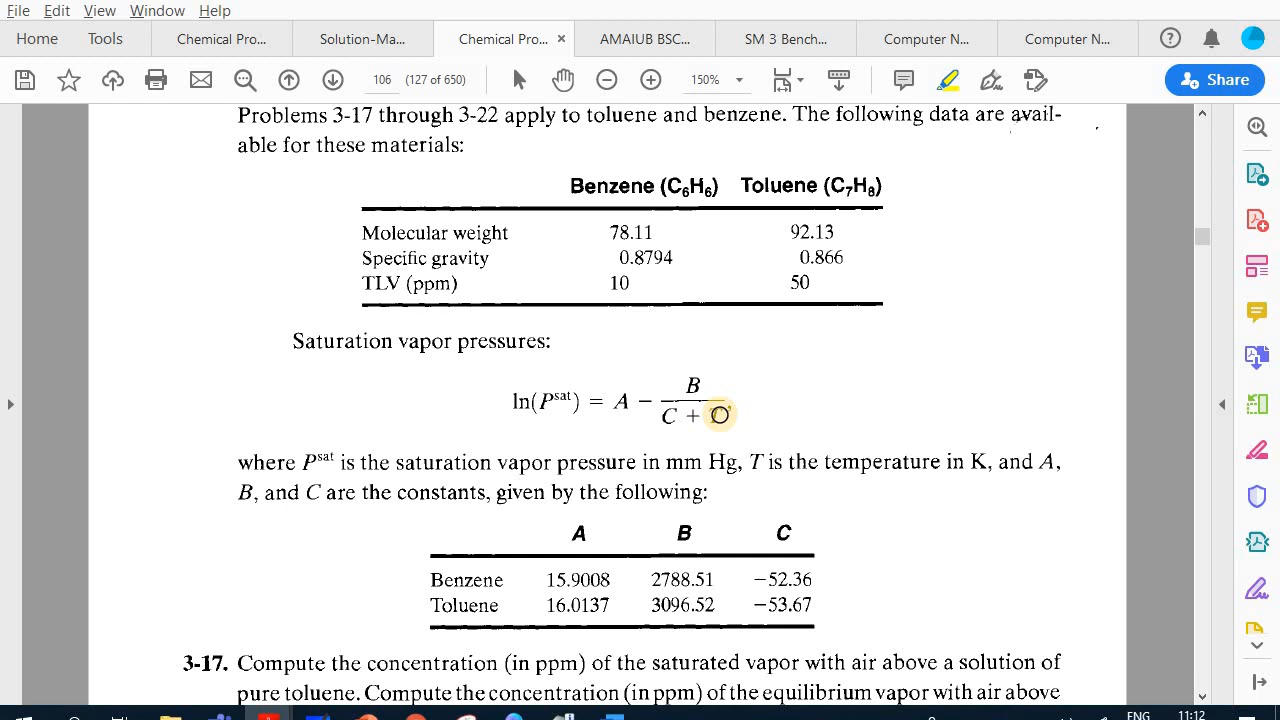 File Edit View Window Help
Home Tools Chemical Pro... Solution-Ma... Chemical Pro... × AMAIUB BSC... SM 3 Bench... Computer N... Computer N...
106 (127 of 650) 150% Share
Problems 3-17 through 3-22 apply to toluene and benzene. The following data are avail-
able for these materials:
Benzene (C₆H₆) Toluene (C₇H₈)
Molecular weight 78.11 92.13
Specific gravity 0.8794 0.866
TLV (ppm) 10 50
Saturation vapor pressures:
ln(Pˢᵃᵗ) = A − B
C +
where Pˢᵃᵗ is the saturation vapor pressure in mm Hg, T is the temperature in K, and A,
B, and C are the constants, given by the following:
A B C
Benzene 15.9008 2788.51 −52.36
Toluene 16.0137 3096.52 −53.67
3-17. Compute the concentration (in ppm) of the saturated vapor with air above a solution of
pure toluene. Compute the concentration (in ppm) of the equilibrium vapor with air above
ENG 11:12